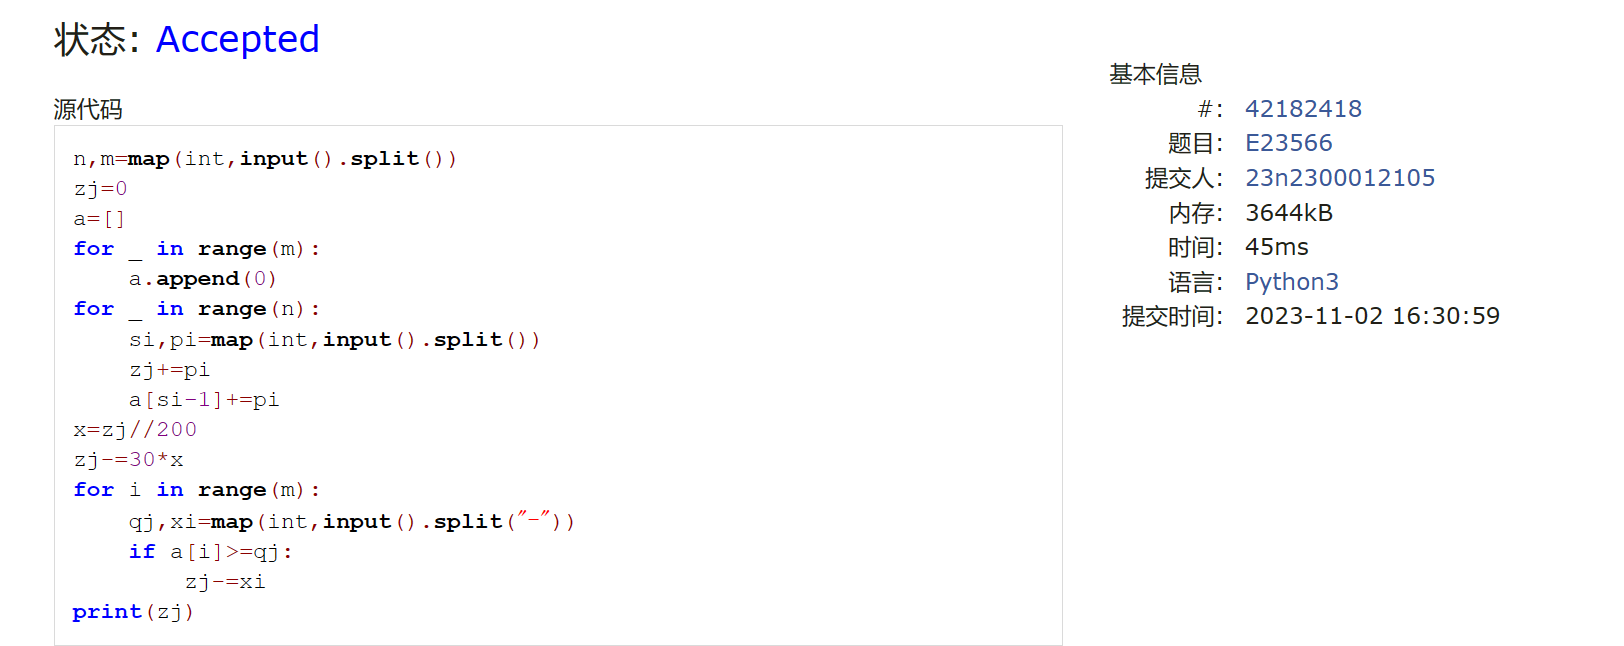 状态: Accepted
源代码
n,m=map(int,input().split())
zj=0
a=[]
for _ in range(m):
    a.append(0)
for _ in range(n):
    si,pi=map(int,input().split())
    zj+=pi
    a[si-1]+=pi
x=zj//200
zj-=30*x
for i in range(m):
    qj,xi=map(int,input().split("-"))
    if a[i]>=qj:
        zj-=xi
print(zj)
基本信息
#: 42182418
题目: E23566
提交人: 23n2300012105
内存: 3644kB
时间: 45ms
语言: Python3
提交时间: 2023-11-02 16:30:59